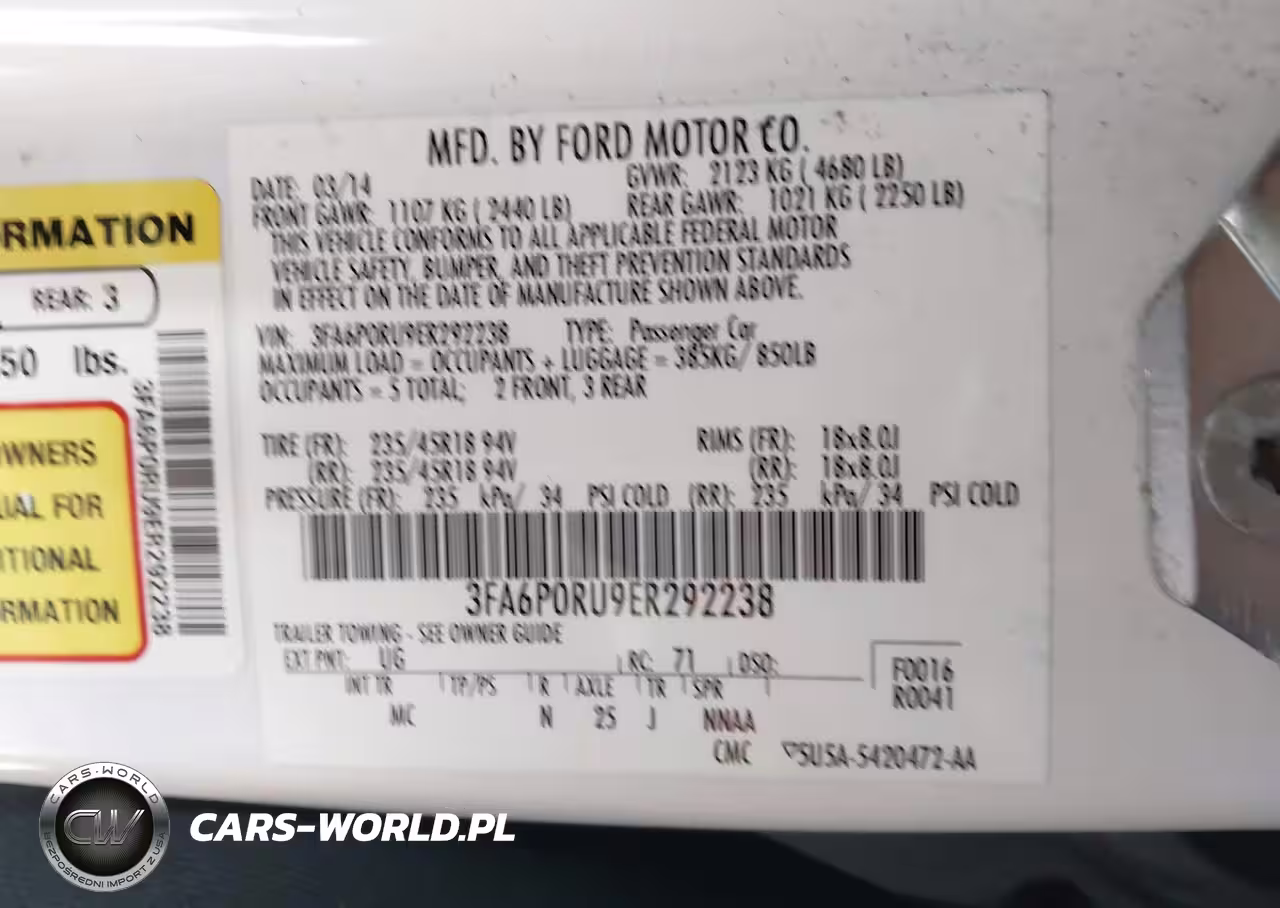 MFD. BY FORD MOTOR CO.
DATE: 03/14 GVWR: 2123 KG ( 4680 LB)
FRONT GAWR: 1107 KG ( 2440 LB) REAR GAWR: 1021 KG ( 2250 LB)
THIS VEHICLE CONFORMS TO ALL APPLICABLE FEDERAL MOTOR
VEHICLE SAFETY, BUMPER, AND THEFT PREVENTION STANDARDS
IN EFFECT ON THE DATE OF MANUFACTURE SHOWN ABOVE.
VIN: 3FA6P0RU9ER292238 TYPE: Passenger Car
MAXIMUM LOAD = OCCUPANTS + LUGGAGE = 385KG/ 850LB
OCCUPANTS = 5 TOTAL; 2 FRONT, 3 REAR
TIRE (FR): 235/45R18 94V RIMS (FR): 18x8.0J
(RR): 235/45R18 94V (RR): 18x8.0J
PRESSURE (FR): 235 kPa/ 34 PSI COLD (RR): 235 kPa/ 34 PSI COLD
3FA6P0RU9ER292238
TRAILER TOWING - SEE OWNER GUIDE
EXT PNT: UG RC: 71 DSO:
INT TR TP/PS R AXLE TR SPR
MC N 25 J NNAA
F0016
R0041
CMC 5U5A-5420472-AA
RMATION
REAR: 3
50 lbs.
3FA6P0RU9ER292238
WNERS
UAL FOR
ITIONAL
RMATION
CARS-WORLD
CW
BEZPOŚREDNI IMPORT Z USA
CARS-WORLD.PL